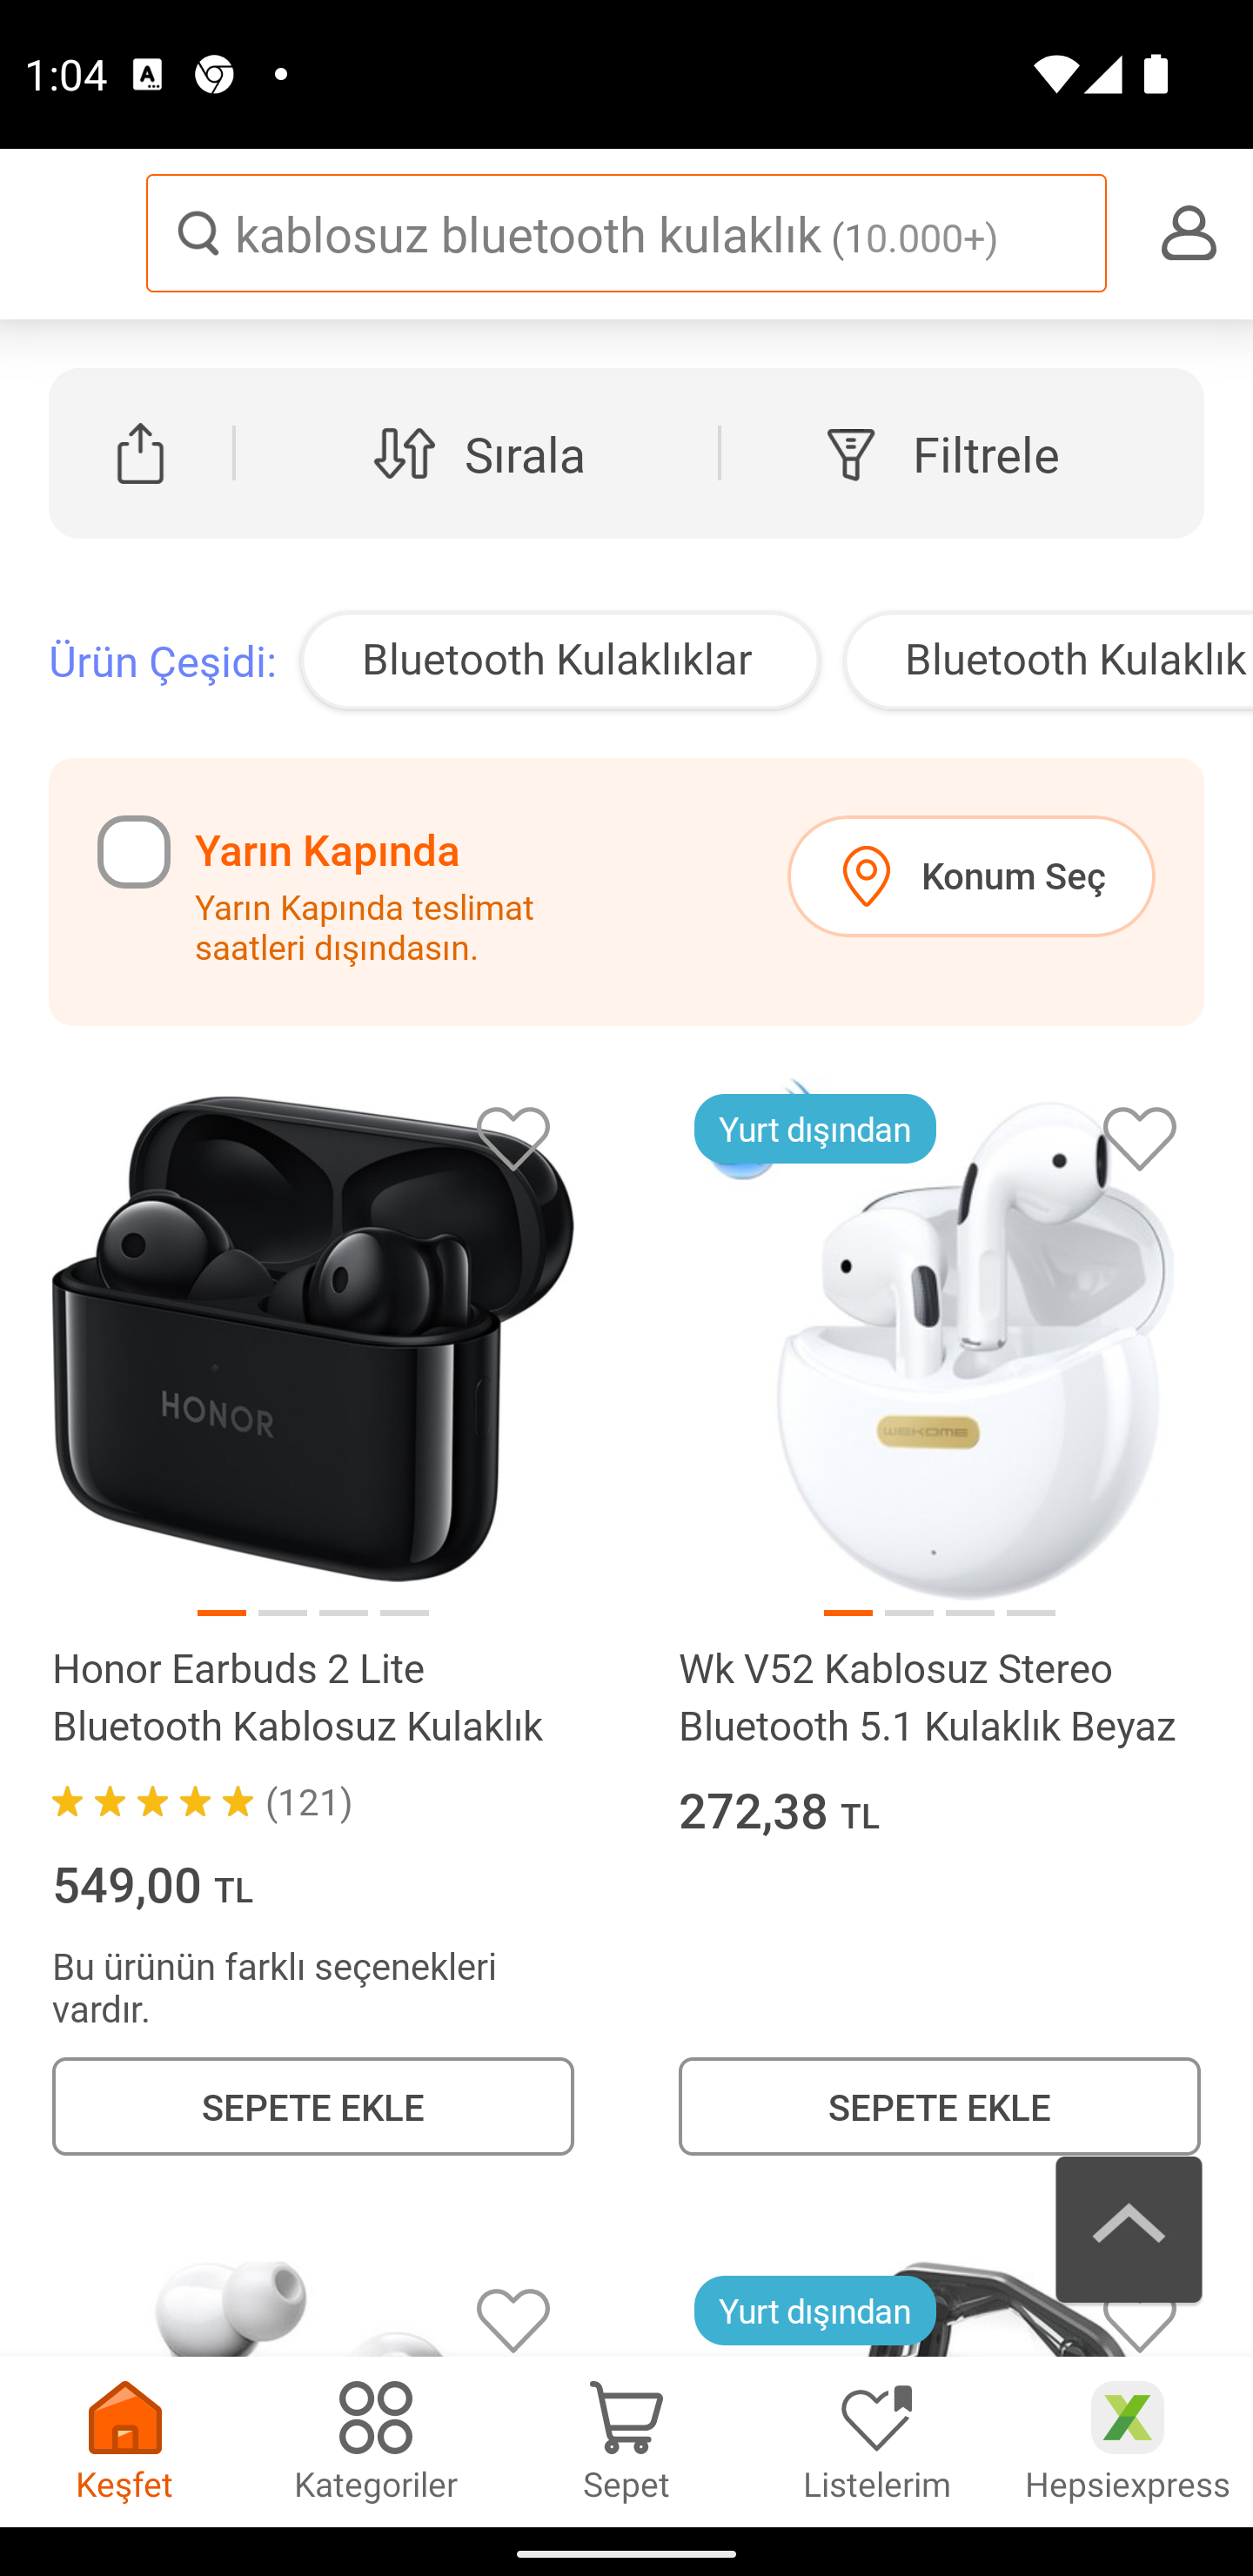 1:04
kablosuz bluetooth kulaklık (10.000+)
Sırala
Filtrele
Ürün Çeşidi:
Bluetooth Kulaklıklar
Bluetooth Kulaklık
Yarın Kapında
Yarın Kapında teslimat
saatleri dışındasın.
Konum Seç
HONOR
Yurt dışından
WEKOME
Honor Earbuds 2 Lite
Bluetooth Kablosuz Kulaklık
(121)
549,00 TL
Bu ürünün farklı seçenekleri
vardır.
SEPETE EKLE
Wk V52 Kablosuz Stereo
Bluetooth 5.1 Kulaklık Beyaz
272,38 TL
SEPETE EKLE
Yurt dışından
Keşfet
Kategoriler
Sepet
Listelerim
Hepsiexpress